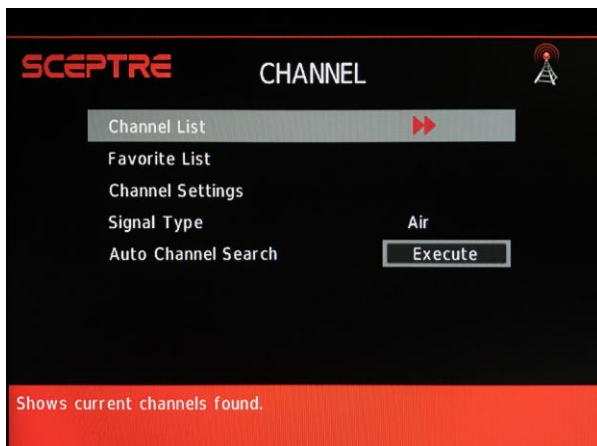 SCEPTRE
CHANNEL
Channel List
Favorite List
Channel Settings
Signal Type Air
Auto Channel Search Execute
Shows current channels found.